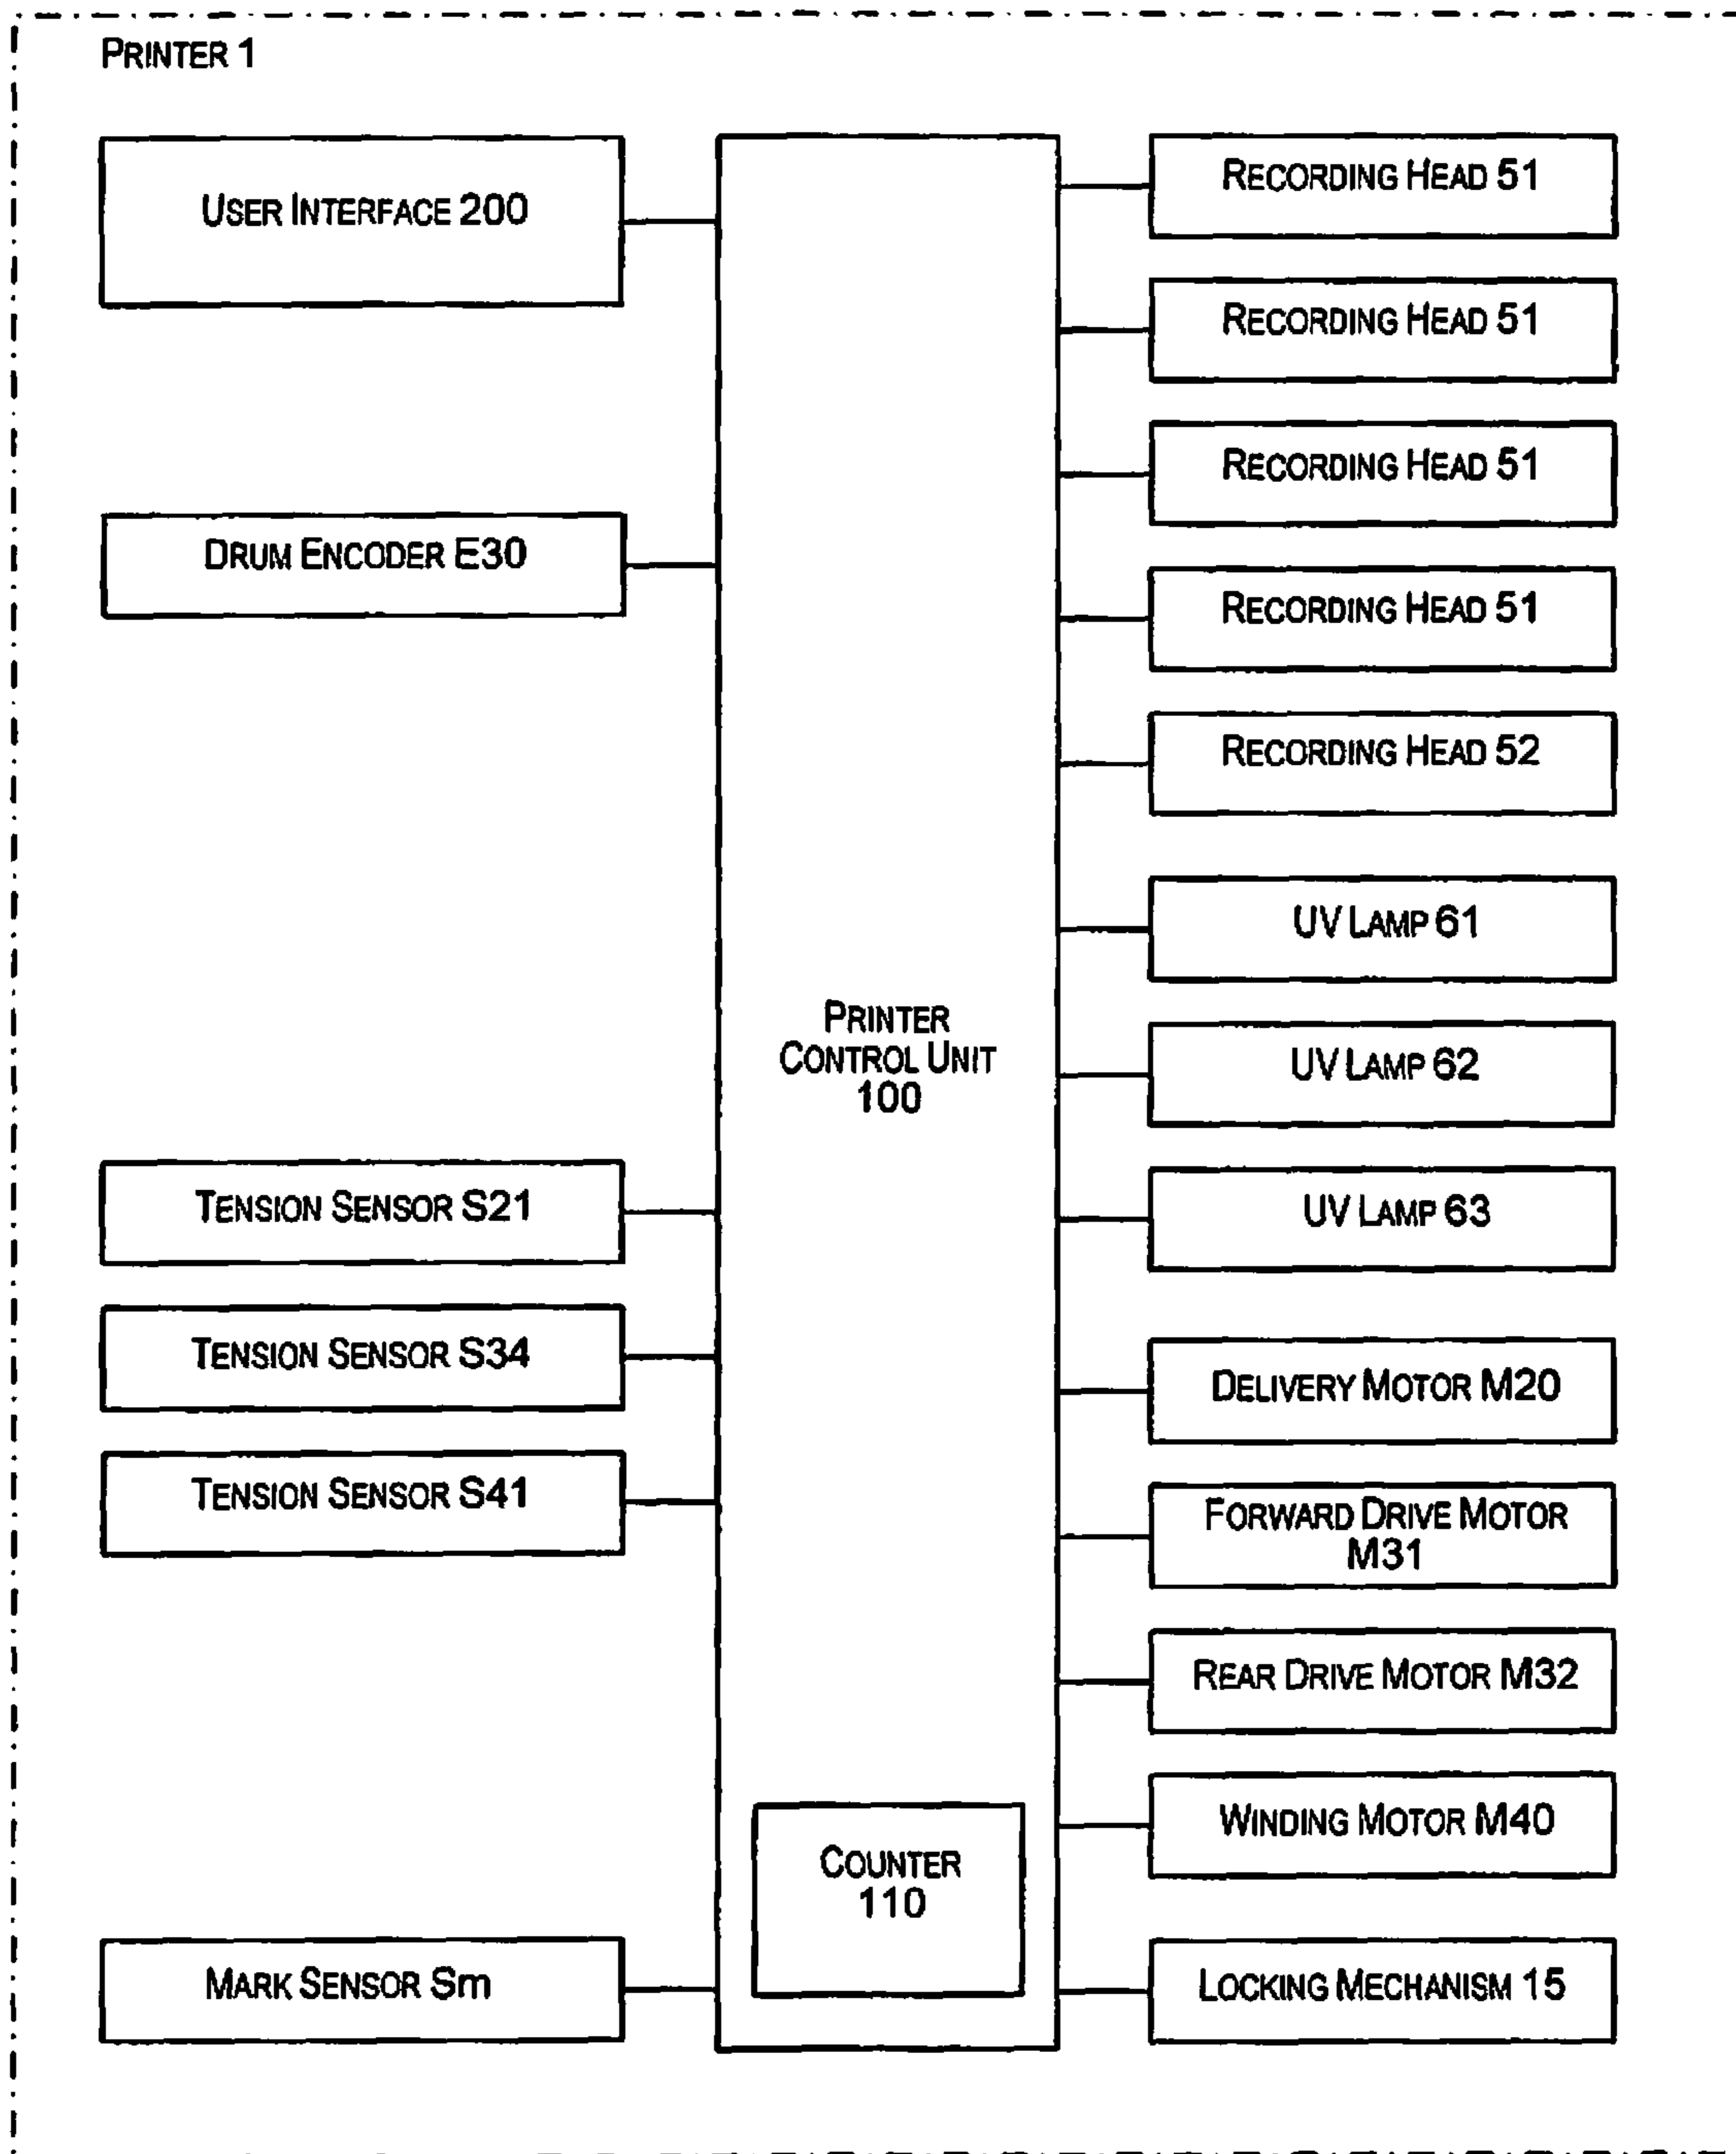 PRINTER 1
USER INTERFACE 200
DRUM ENCODER E30
TENSION SENSOR S21
TENSION SENSOR S34
TENSION SENSOR S41
MARK SENSOR Sm
PRINTER
CONTROL UNIT
100
COUNTER
110
RECORDING HEAD 51
RECORDING HEAD 51
RECORDING HEAD 51
RECORDING HEAD 51
RECORDING HEAD 52
UV LAMP 61
UV LAMP 62
UV LAMP 63
DELIVERY MOTOR M20
FORWARD DRIVE MOTOR
M31
REAR DRIVE MOTOR M32
WINDING MOTOR M40
LOCKING MECHANISM 15